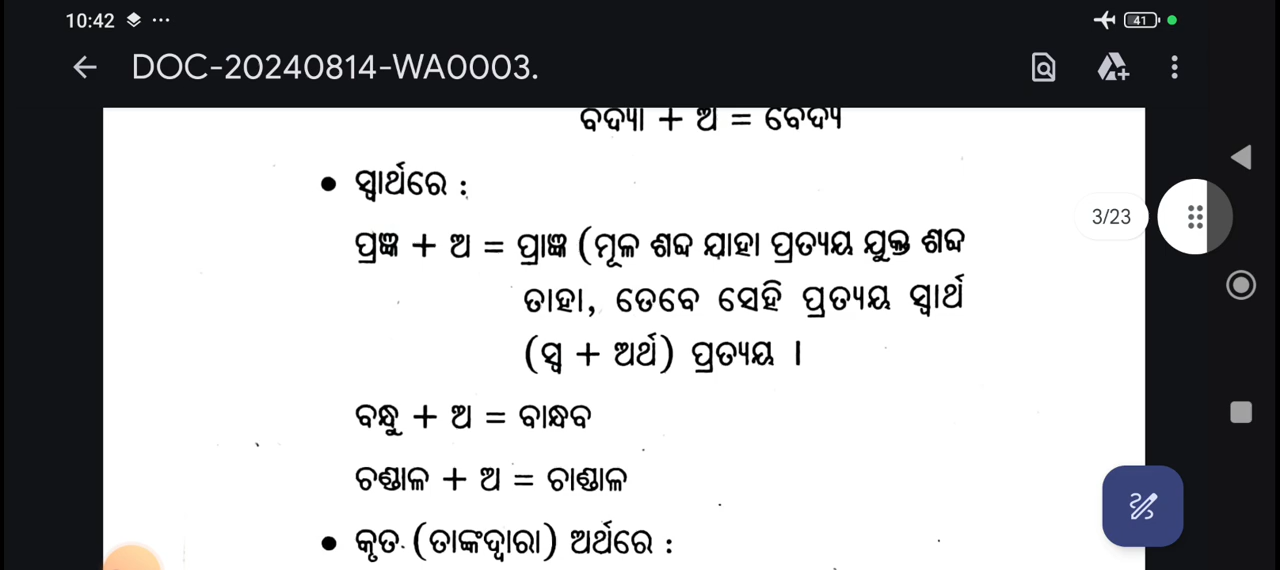 10:42 ...
41
DOC-20240814-WA0003.
ବିଦ୍ୟା + ଅ = ବୈଦ୍ୟ
• ସ୍ୱାର୍ଥରେ :
3/23
ପ୍ରଜ୍ଞ + ଅ = ପ୍ରାଜ୍ଞ (ମୂଳ ଶବ୍ଦ ଯାହା ପ୍ରତ୍ୟୟ ଯୁକ୍ତ ଶବ୍ଦ
ତାହା, ତେବେ ସେହି ପ୍ରତ୍ୟୟ ସ୍ୱାର୍ଥ
(ସ୍ୱ + ଅର୍ଥ) ପ୍ରତ୍ୟୟ ।
ବନ୍ଧୁ + ଅ = ବାନ୍ଧବ
ଚଣ୍ଡାଳ + ଅ = ଚାଣ୍ଡାଳ
• କୃତ (ତାଙ୍କଦ୍ୱାରା) ଅର୍ଥରେ :